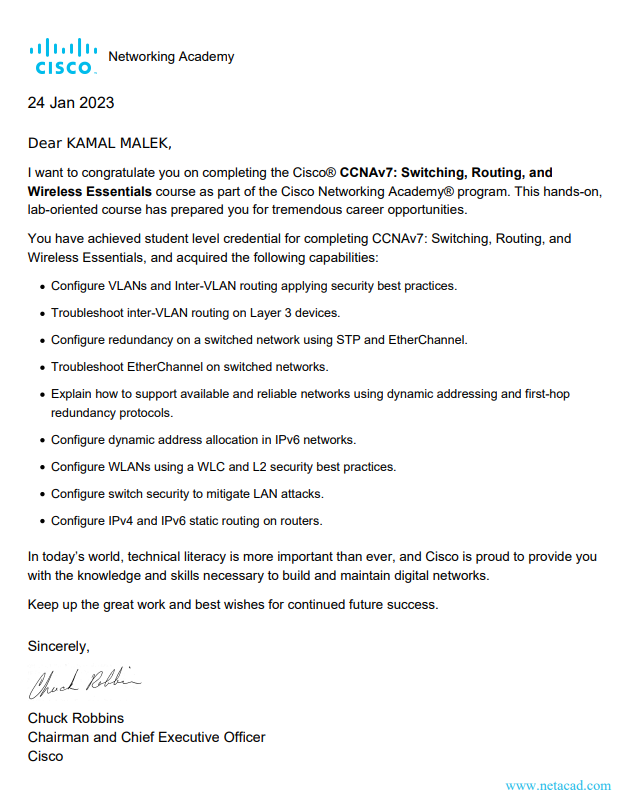 CISCO
Networking Academy
24 Jan 2023
Dear KAMAL MALEK,
I want to congratulate you on completing the Cisco® CCNAv7: Switching, Routing, and
Wireless Essentials course as part of the Cisco Networking Academy® program. This hands-on,
lab-oriented course has prepared you for tremendous career opportunities.
You have achieved student level credential for completing CCNAv7: Switching, Routing, and
Wireless Essentials, and acquired the following capabilities:
• Configure VLANs and Inter-VLAN routing applying security best practices.
• Troubleshoot inter-VLAN routing on Layer 3 devices.
• Configure redundancy on a switched network using STP and EtherChannel.
• Troubleshoot EtherChannel on switched networks.
• Explain how to support available and reliable networks using dynamic addressing and first-hop
redundancy protocols.
• Configure dynamic address allocation in IPv6 networks.
• Configure WLANs using a WLC and L2 security best practices.
• Configure switch security to mitigate LAN attacks.
• Configure IPv4 and IPv6 static routing on routers.
In today’s world, technical literacy is more important than ever, and Cisco is proud to provide you
with the knowledge and skills necessary to build and maintain digital networks.
Keep up the great work and best wishes for continued future success.
Sincerely,
Chuck Robbins
Chuck Robbins
Chairman and Chief Executive Officer
Cisco
www.netacad.com